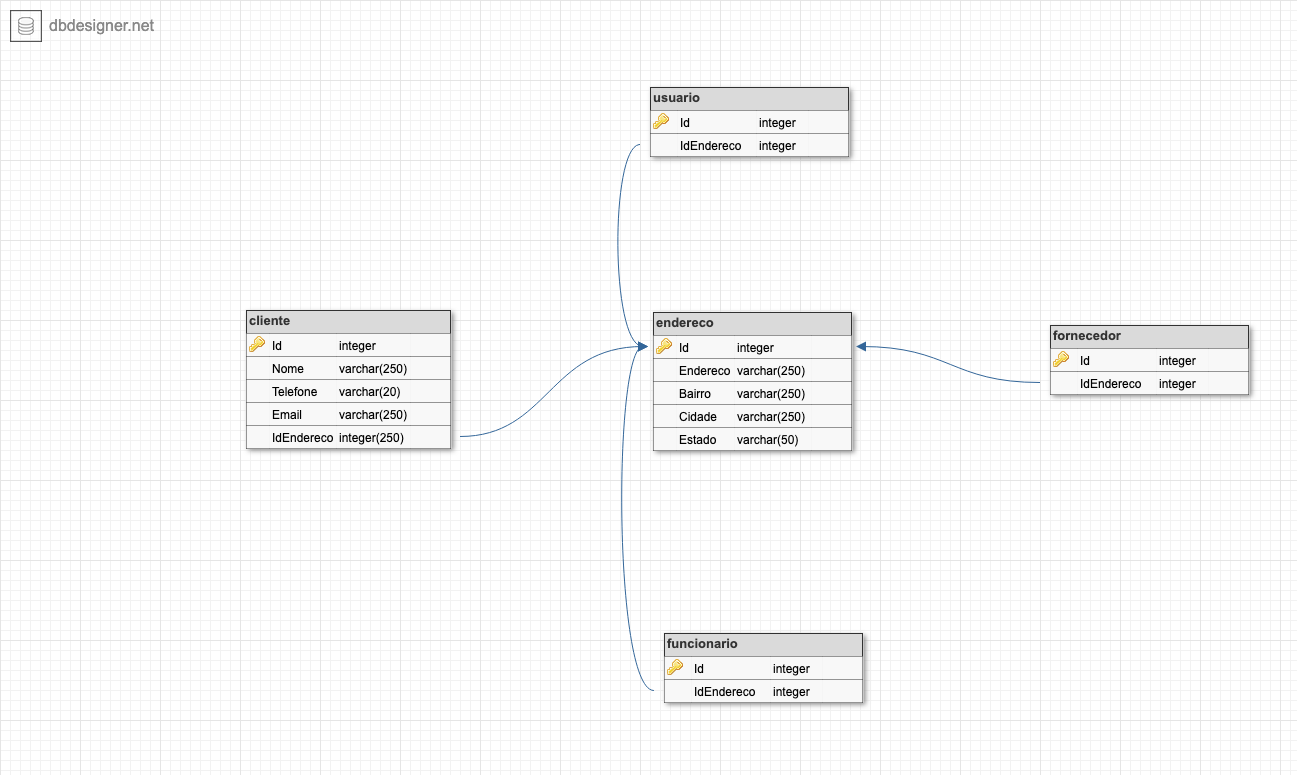 dbdesigner.net
usuario
Id integer
IdEndereco integer
cliente
Id integer
Nome varchar(250)
Telefone varchar(20)
Email varchar(250)
IdEndereco integer(250)
endereco
Id integer
Endereco varchar(250)
Bairro varchar(250)
Cidade varchar(250)
Estado varchar(50)
fornecedor
Id integer
IdEndereco integer
funcionario
Id integer
IdEndereco integer